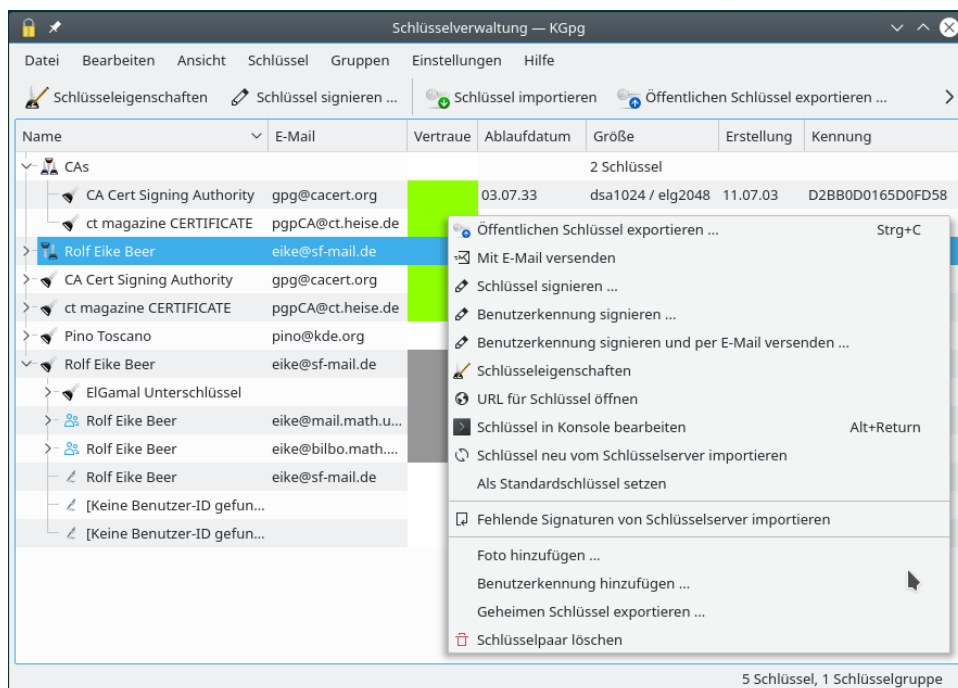 Schlüsselverwaltung — KGpg
Datei Bearbeiten Ansicht Schlüssel Gruppen Einstellungen Hilfe
Schlüsseleigenschaften Schlüssel signieren ... Schlüssel importieren Öffentlichen Schlüssel exportieren ...
Name E-Mail Vertraue Ablaufdatum Größe Erstellung Kennung
CAs 2 Schlüssel
CA Cert Signing Authority gpg@cacert.org 03.07.33 dsa1024 / elg2048 11.07.03 D2BB0D0165D0FD58
ct magazine CERTIFICATE pgpCA@ct.heise.de
Rolf Eike Beer eike@sf-mail.de
CA Cert Signing Authority gpg@cacert.org
ct magazine CERTIFICATE pgpCA@ct.heise.de
Pino Toscano pino@kde.org
Rolf Eike Beer eike@sf-mail.de
ElGamal Unterschlüssel
Rolf Eike Beer eike@mail.math.u...
Rolf Eike Beer eike@bilbo.math....
Rolf Eike Beer eike@sf-mail.de
[Keine Benutzer-ID gefun...
[Keine Benutzer-ID gefun...
Öffentlichen Schlüssel exportieren ... Strg+C
Mit E-Mail versenden
Schlüssel signieren ...
Benutzerkennung signieren ...
Benutzerkennung signieren und per E-Mail versenden ...
Schlüsseleigenschaften
URL für Schlüssel öffnen
Schlüssel in Konsole bearbeiten Alt+Return
Schlüssel neu vom Schlüsselserver importieren
Als Standardschlüssel setzen
Fehlende Signaturen von Schlüsselserver importieren
Foto hinzufügen ...
Benutzerkennung hinzufügen ...
Geheimen Schlüssel exportieren ...
Schlüsselpaar löschen
5 Schlüssel, 1 Schlüsselgruppe